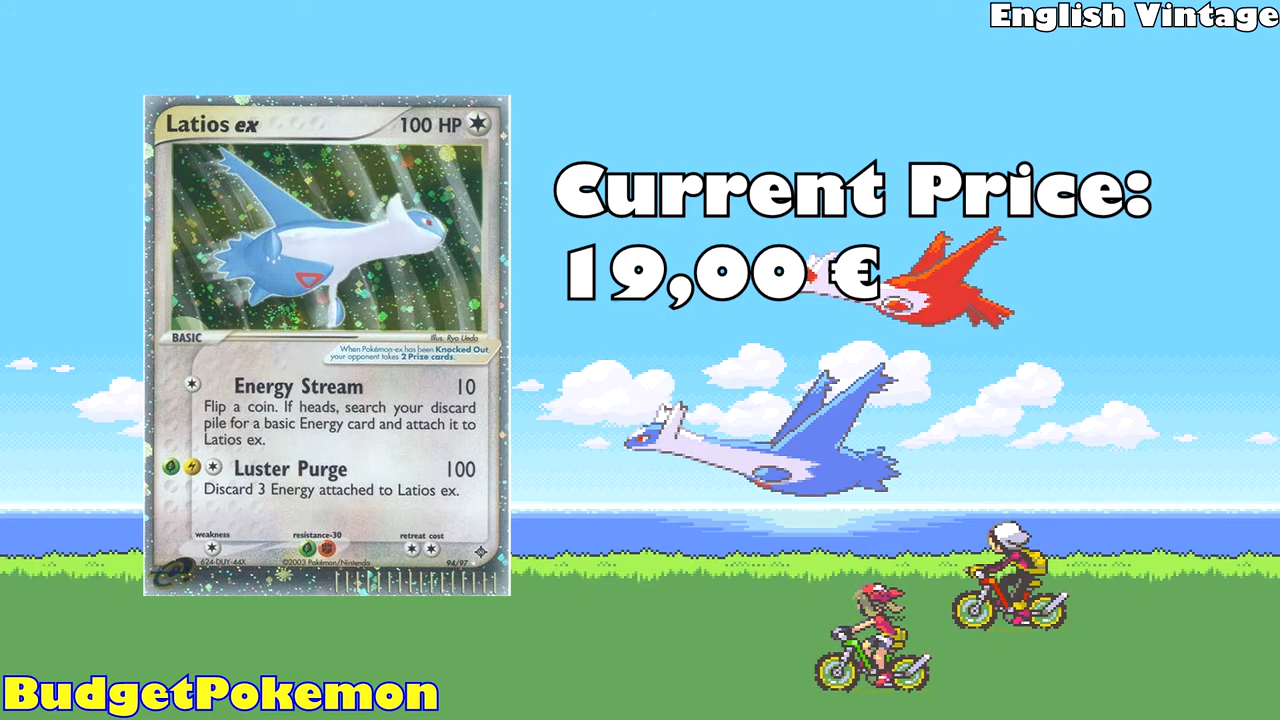 English Vintage
Latios ex
100 HP
Current Price:
19,00 €
BASIC
Illus. Ryo Ueda
When Pokémon-ex has been Knocked Out,
your opponent takes 2 Prize cards.
Energy Stream 10
Flip a coin. If heads, search your discard
pile for a basic Energy card and attach it to
Latios ex.
Luster Purge 100
Discard 3 Energy attached to Latios ex.
weakness resistance-30 retreat cost
624-DUY-46X ©2003 Pokémon/Nintendo 94/97
BudgetPokemon